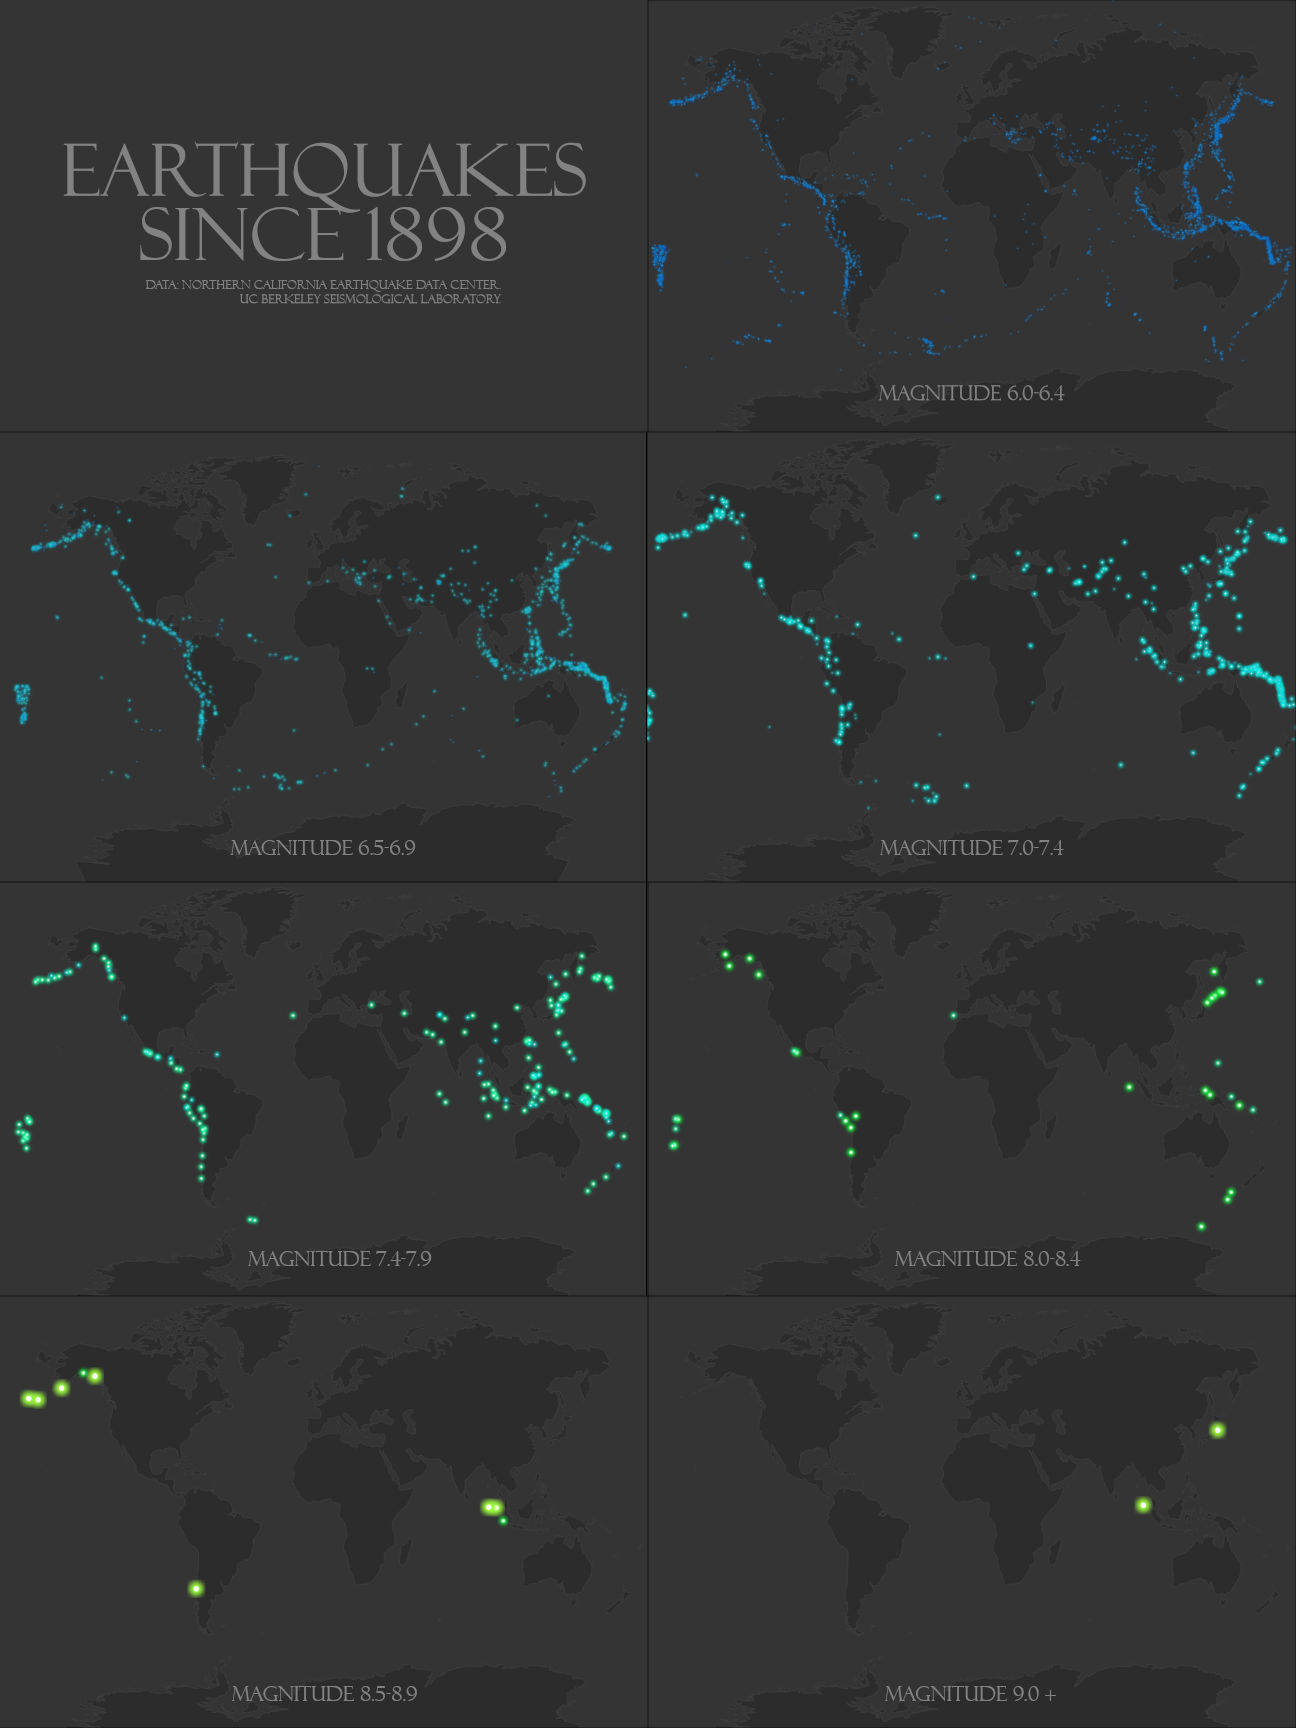 EARTHQUAKES
SINCE 1898
DATA: NORTHERN CALIFORNIA EARTHQUAKE DATA CENTER.
UC BERKELEY SEISMOLOGICAL LABORATORY.
MAGNITUDE 6.0-6.4
MAGNITUDE 6.5-6.9
MAGNITUDE 7.0-7.4
MAGNITUDE 7.4-7.9
MAGNITUDE 8.0-8.4
MAGNITUDE 8.5-8.9
MAGNITUDE 9.0 +